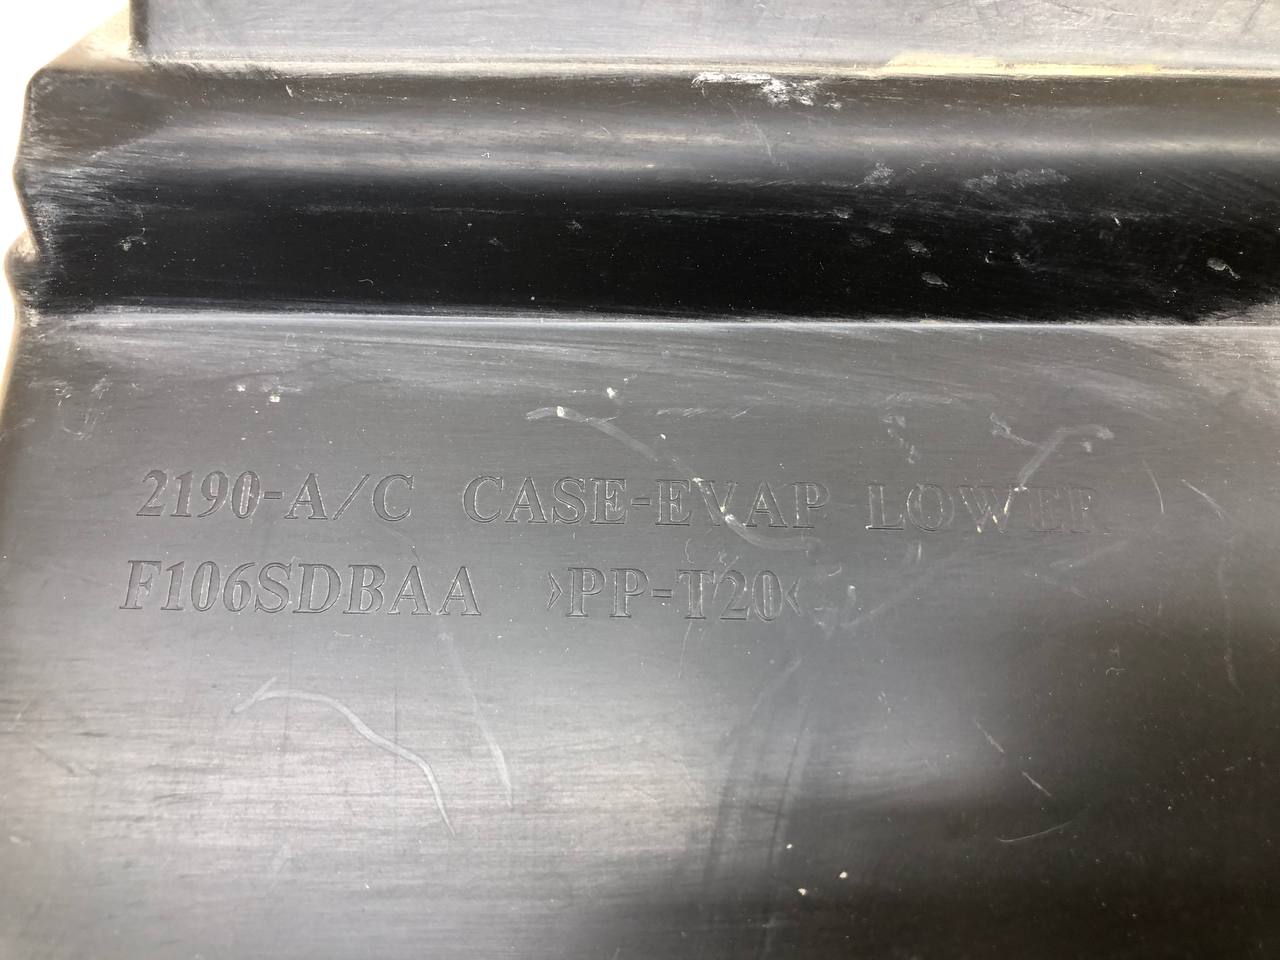 2190-A/C CASE-EVAP LOWER
F106SDBAA >PP-T20<